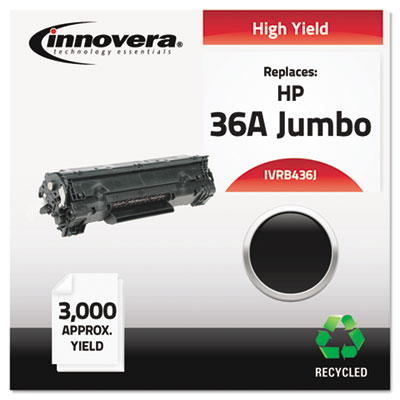 innovera
technology essentials
High Yield
Replaces:
HP
36A Jumbo
IVRB436J
3,000
APPROX.
YIELD
RECYCLED